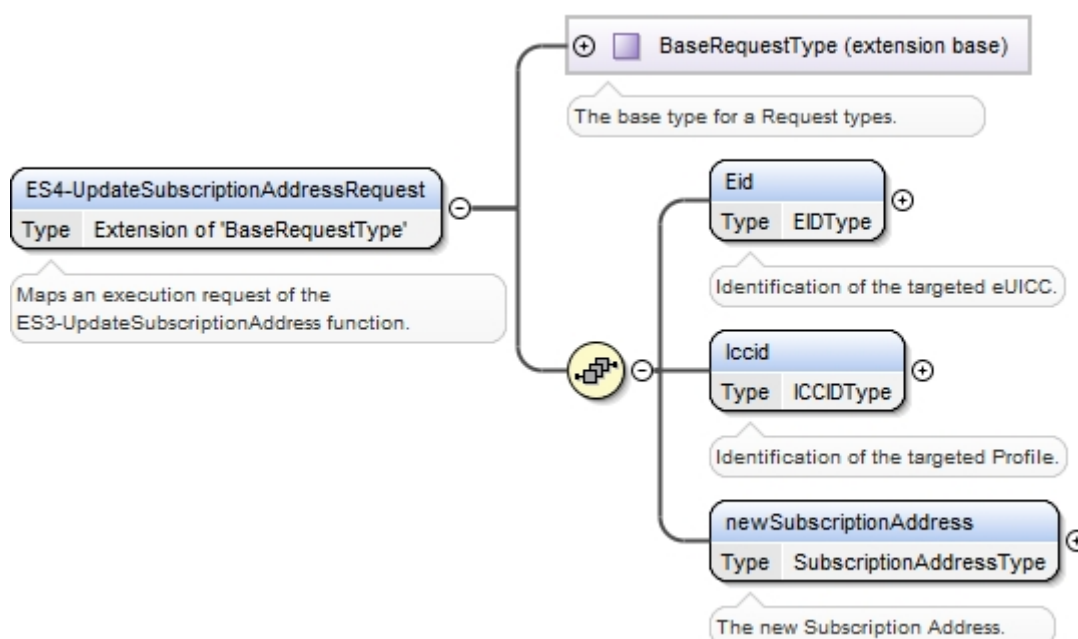 BaseRequestType (extension base)
The base type for a Request types.
ES4-UpdateSubscriptionAddressRequest
Type Extension of 'BaseRequestType'
Maps an execution request of the
ES3-UpdateSubscriptionAddress function.
Eid
Type EIDType
Identification of the targeted eUICC.
Iccid
Type ICCIDType
Identification of the targeted Profile.
newSubscriptionAddress
Type SubscriptionAddressType
The new Subscription Address.